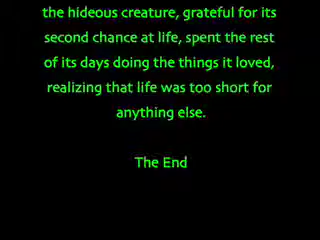 the hideous creature, grateful for its
second chance at life, spent the rest
of its days doing the things it loved,
realizing that life was too short for
anything else.
The End